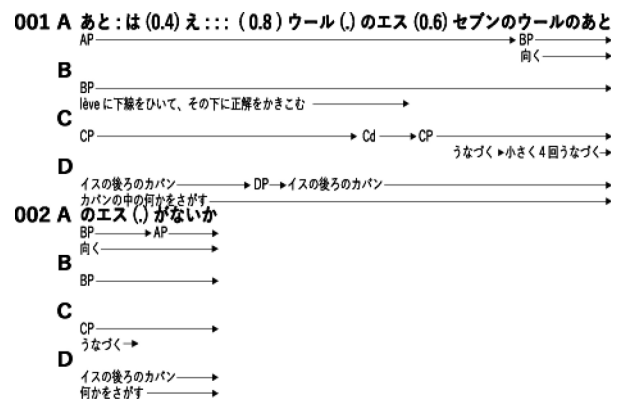 001 A あと：は (0.4) え：：：( 0.8 ) ウール (.) のエス (0.6) セブンのウールのあと
AP BP
向く
B
BP
lèveに下線をひいて、その下に正解をかきこむ
C
CP Cd CP
うなづく 小さく4回うなづく
D
イスの後ろのカバン DP イスの後ろのカバン
カバンの中の何かをさがす
002 A のエス (.) がないか
BP AP
向く
B
BP
C
CP
うなづく
D
イスの後ろのカバン
何かをさがす